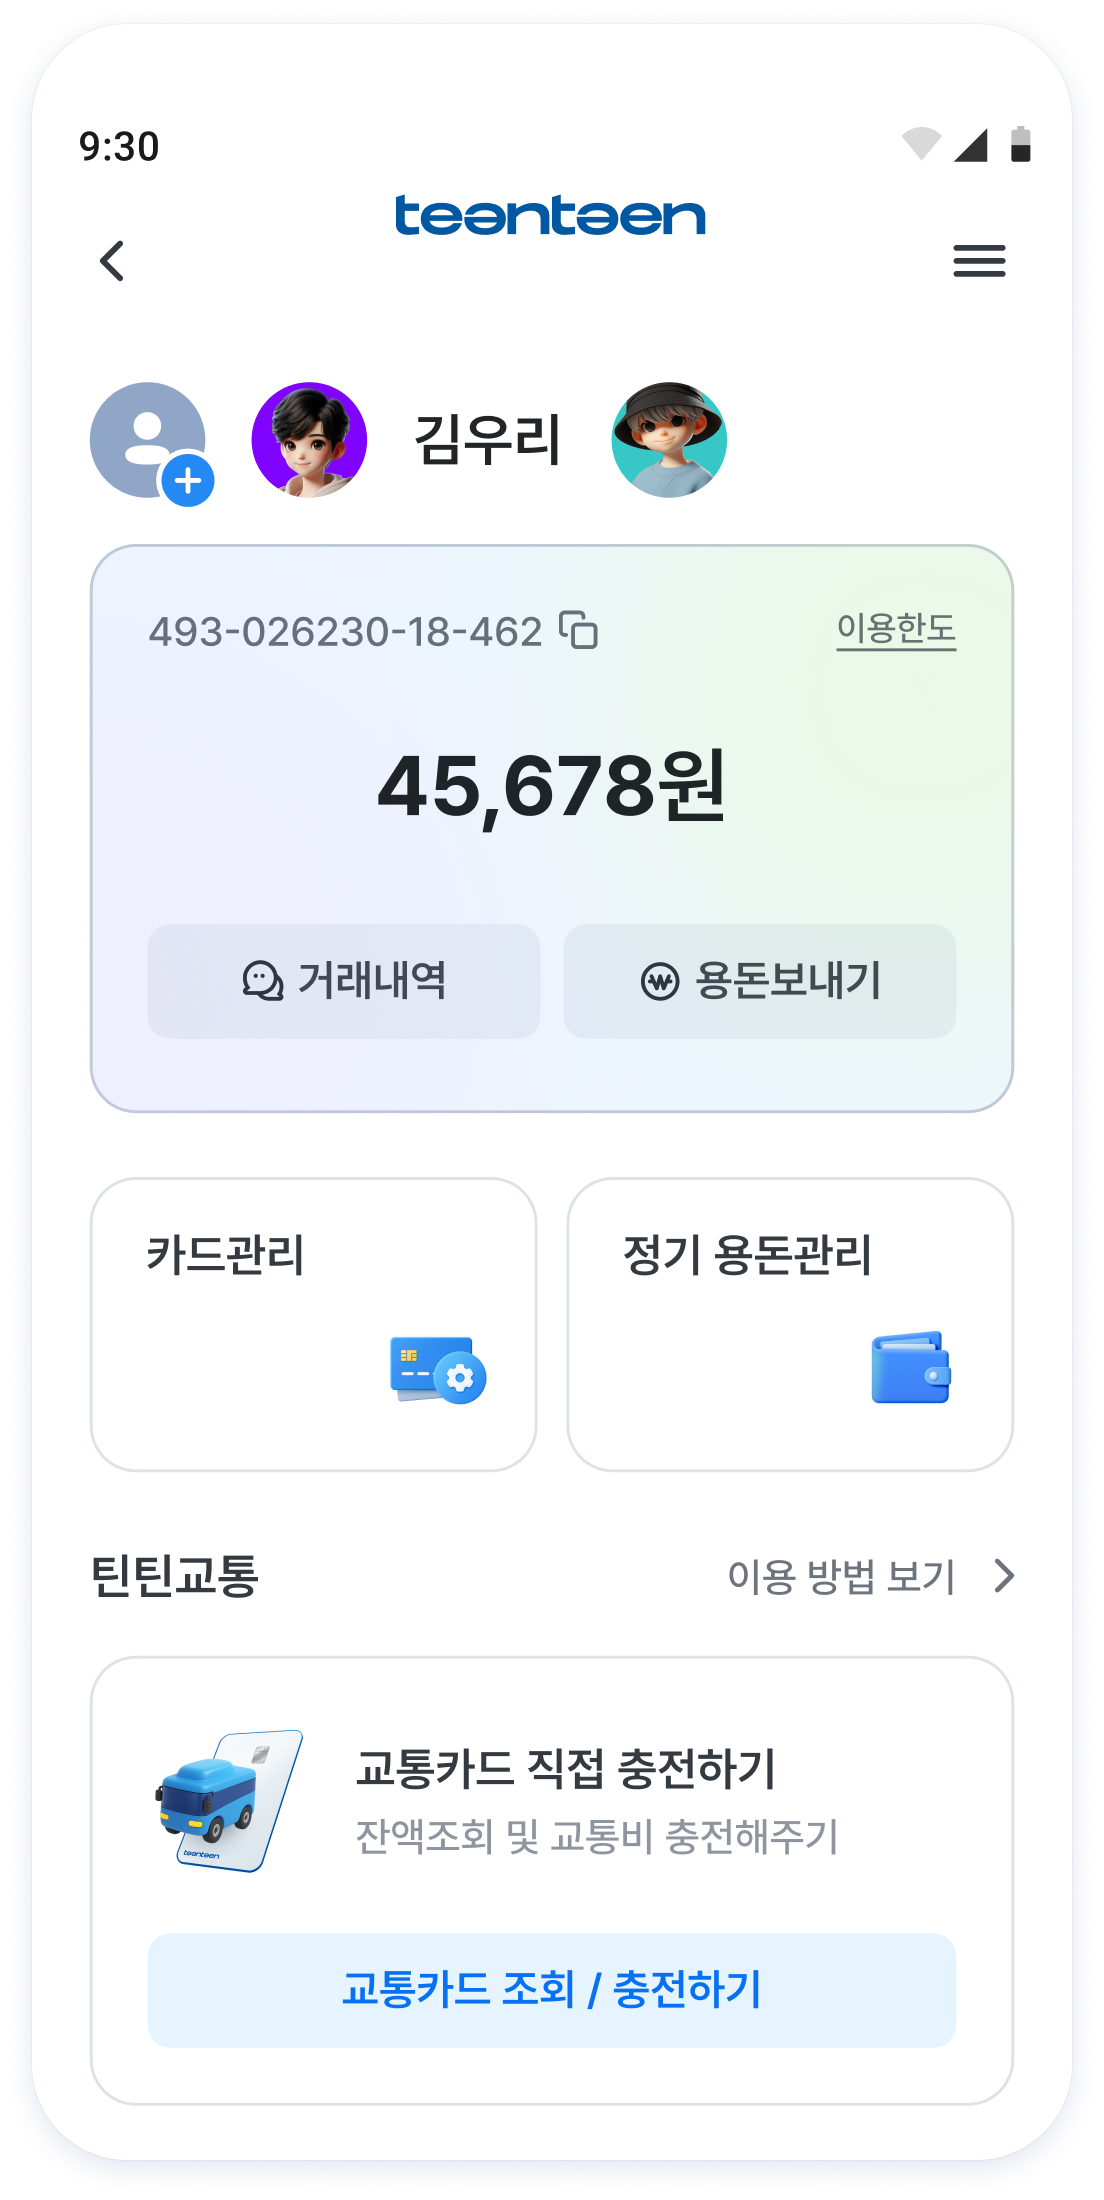 9:30
teenteen
김우리
493-026230-18-462
이용한도
45,678원
거래내역
용돈보내기
카드관리
정기 용돈관리
틴틴교통
이용 방법 보기
교통카드 직접 충전하기
잔액조회 및 교통비 충전해주기
teenteen
교통카드 조회 / 충전하기